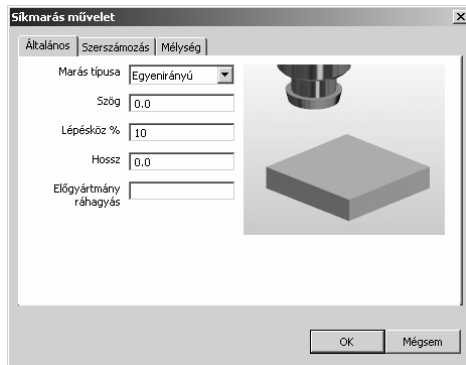 Síkmarás művelet
Általános Szerszámozás Mélység
Marás típusa Egyenirányú
Szög 0.0
Lépésköz % 10
Hossz 0.0
Előgyártmány
ráhagyás
OK Mégsem